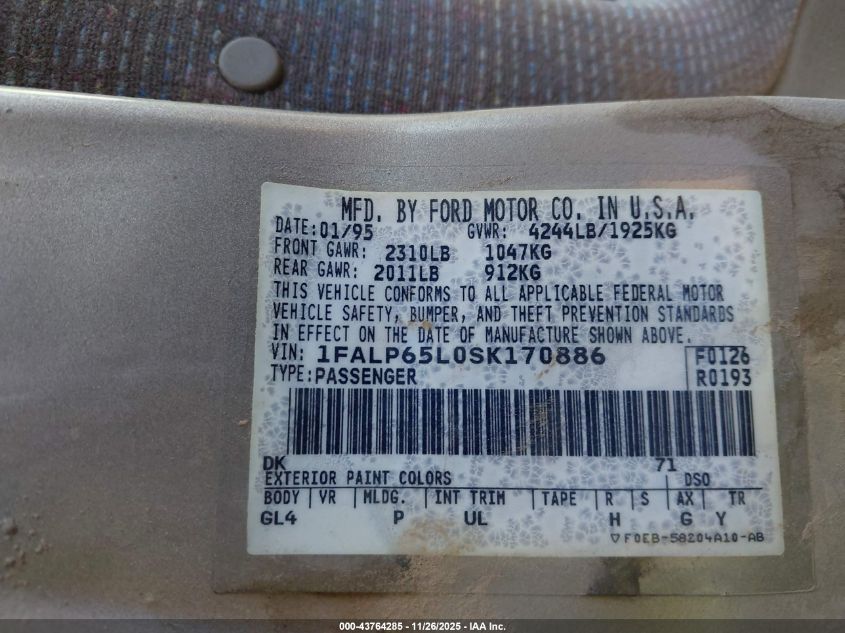 MFD. BY FORD MOTOR CO. IN U.S.A.
DATE: 01/95 GVWR: 4244LB/1925KG
FRONT GAWR: 2310LB 1047KG
REAR GAWR: 2011LB 912KG
THIS VEHICLE CONFORMS TO ALL APPLICABLE FEDERAL MOTOR
VEHICLE SAFETY, BUMPER, AND THEFT PREVENTION STANDARDS
IN EFFECT ON THE DATE OF MANUFACTURE SHOWN ABOVE.
VIN: 1FALP65L0SK170886 F0126
TYPE: PASSENGER R0193
DK 71
EXTERIOR PAINT COLORS DSO
BODY VR MLDG. INT TRIM TAPE R S AX TR
GL4 P UL H G Y
▽ F0EB-58204A10-AB
000-43764285 - 11/26/2025 - IAA Inc.